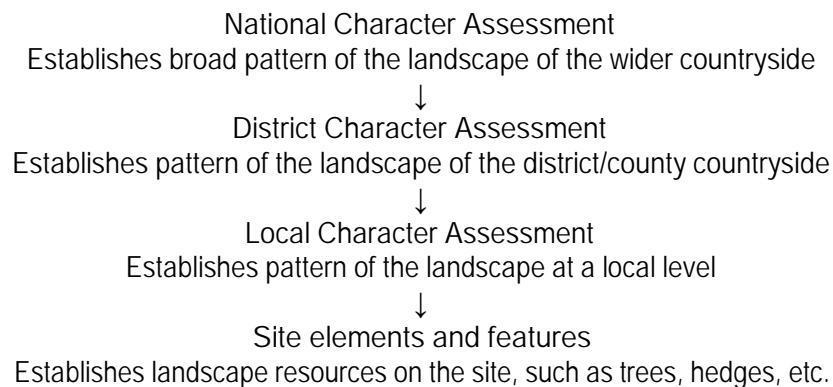 National Character Assessment
Establishes broad pattern of the landscape of the wider countryside
↓
District Character Assessment
Establishes pattern of the landscape of the district/county countryside
↓
Local Character Assessment
Establishes pattern of the landscape at a local level
↓
Site elements and features
Establishes landscape resources on the site, such as trees, hedges, etc.